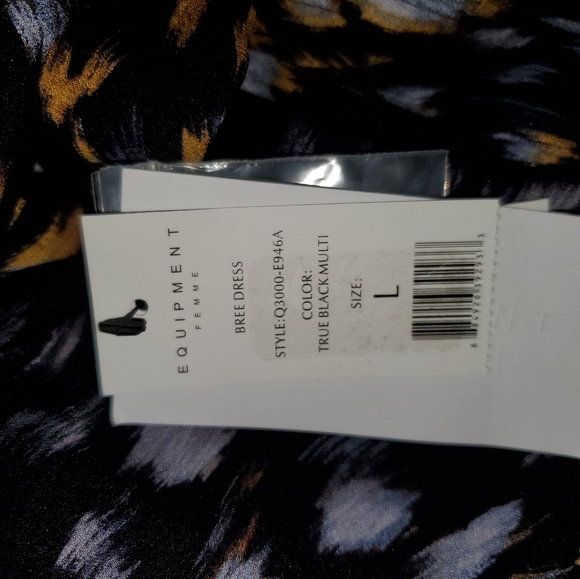 EQUIPMENT
FEMME
BREE DRESS
STYLE:Q3000-E946A
COLOR:
TRUE BLACK MULTI
SIZE:
L